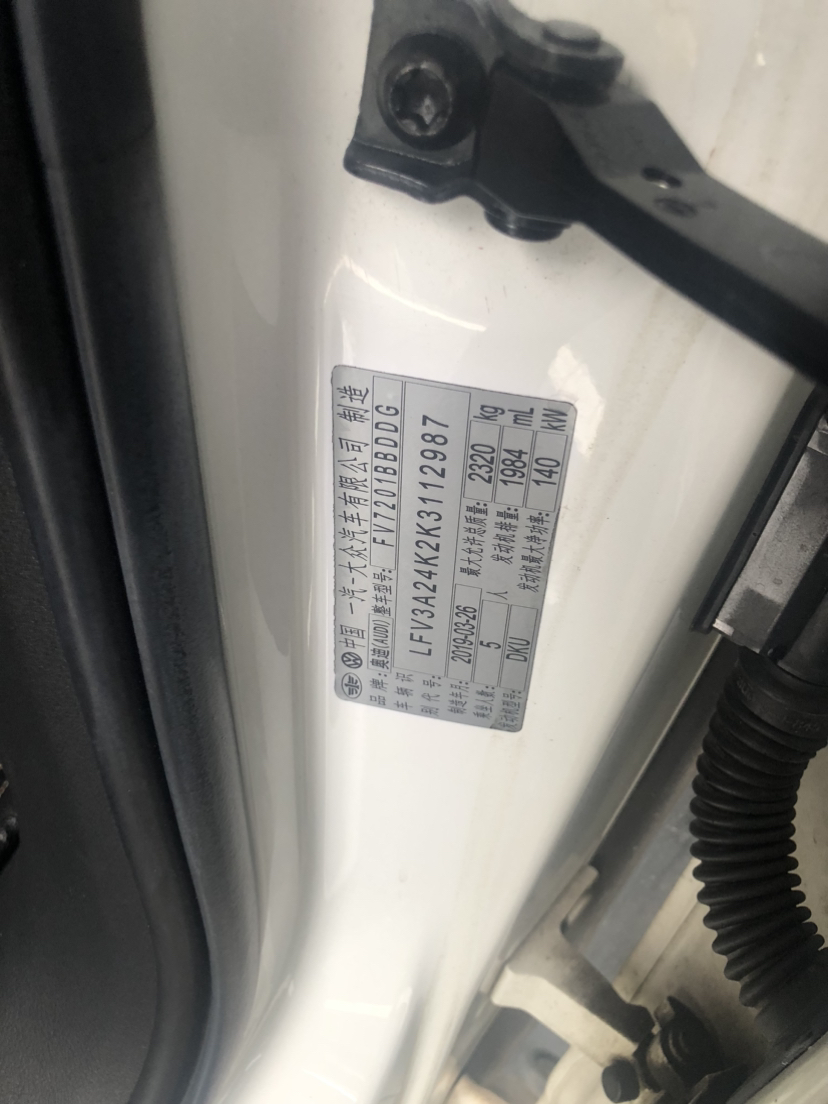 中国 一汽-大众汽车有限公司 制造
品牌: 奥迪(AUDI) 整车型号: FV7201BBDDG
车辆识别代号: LFV3A24K2K3112987
制造年月: 2019-03-26 最大允许总质量: 2320 kg
乘坐人数: 5 人 发动机排量: 1984 mL
发动机型号: DKU 发动机最大净功率: 140 kW